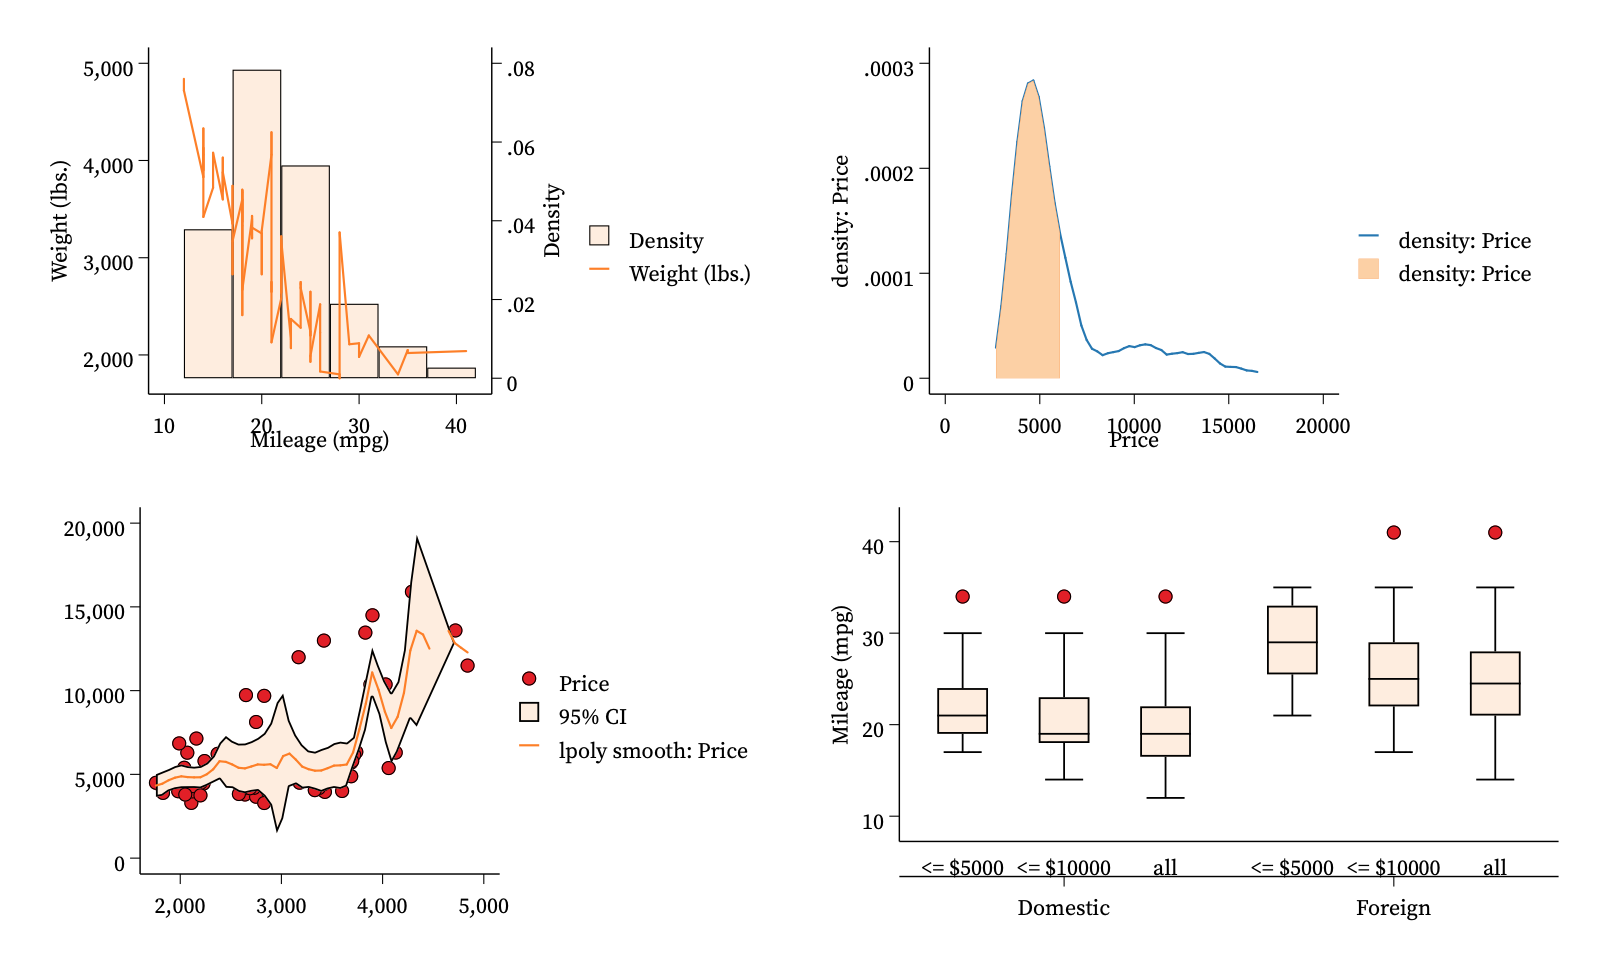 5,000
4,000
3,000
2,000
Weight (lbs.)
.08
.06
.04
.02
0
Density
10 20 30 40
Mileage (mpg)
Density
Weight (lbs.)
.0003
.0002
.0001
0
density: Price
0 5000 10000 15000 20000
Price
density: Price
density: Price
20,000
15,000
10,000
5,000
0
2,000 3,000 4,000 5,000
Price
95% CI
lpoly smooth: Price
40
30
20
10
Mileage (mpg)
<= $5000 <= $10000 all <= $5000 <= $10000 all
Domestic Foreign